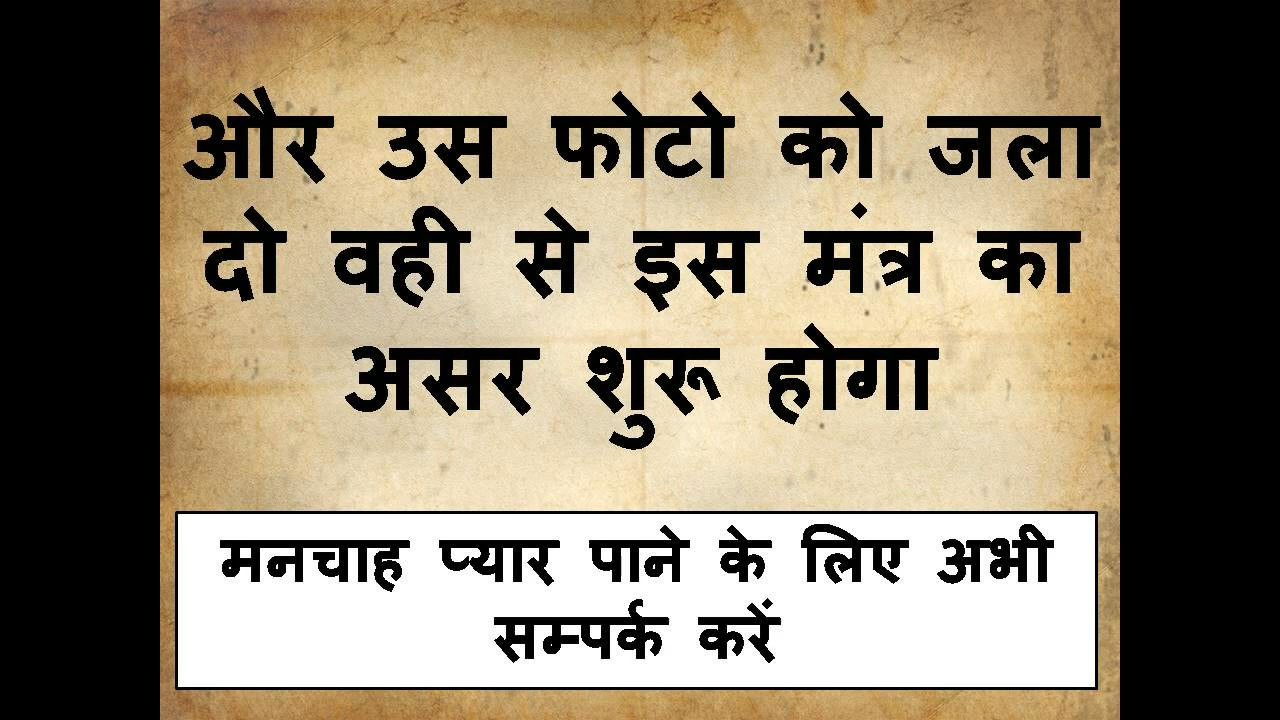 और उस फोटो को जला
दो वही से इस मंत्र का
असर शुरू होगा
मनचाह प्यार पाने के लिए अभी
सम्पर्क करें